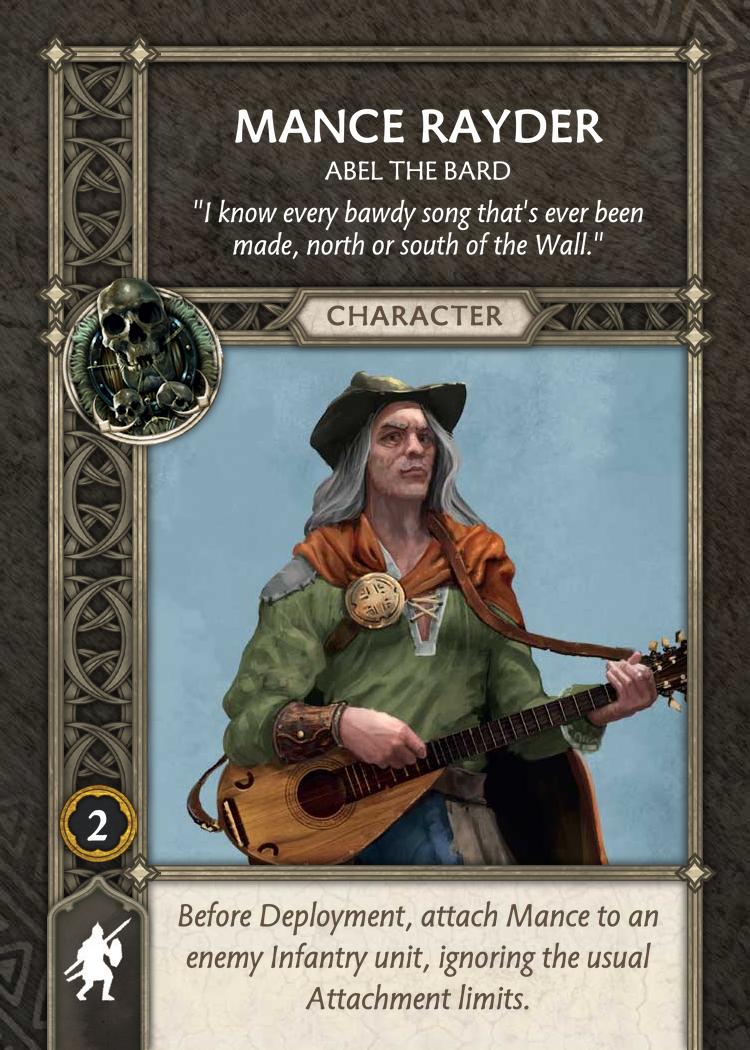 MANCE RAYDER
ABEL THE BARD
"I know every bawdy song that's ever been
made, north or south of the Wall."
CHARACTER
2
Before Deployment, attach Mance to an
enemy Infantry unit, ignoring the usual
Attachment limits.